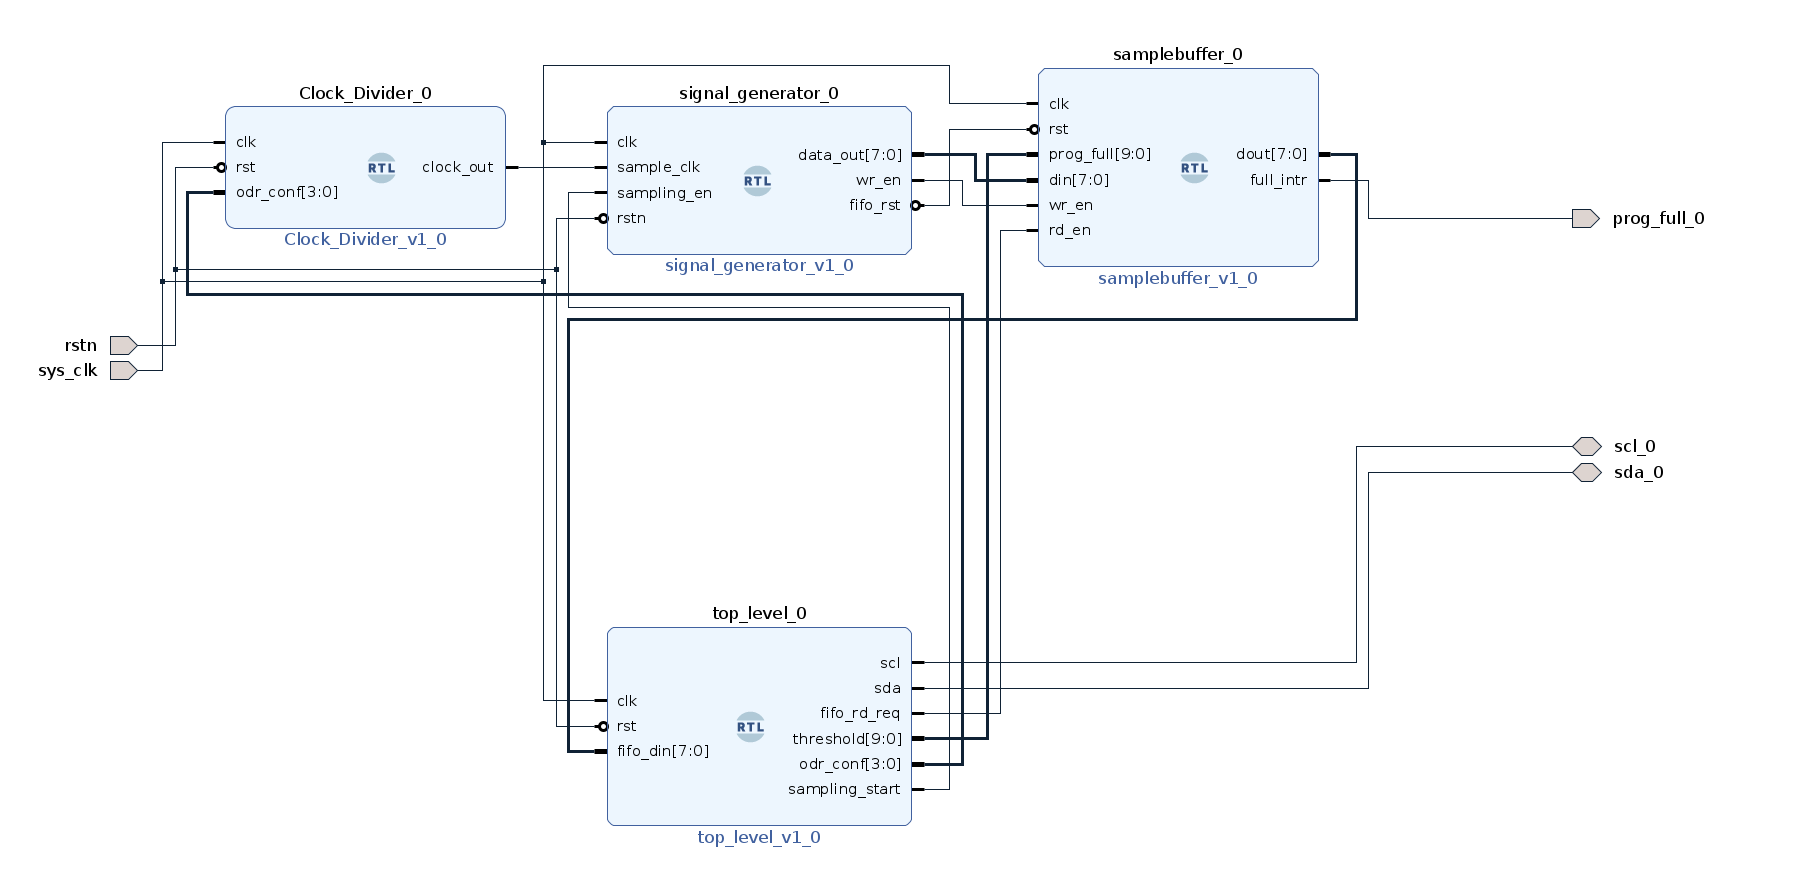 Clock_Divider_0
clk
rst
odr_conf[3:0]
RTL
clock_out
Clock_Divider_v1_0
signal_generator_0
clk
sample_clk
sampling_en
rstn
RTL
data_out[7:0]
wr_en
fifo_rst
signal_generator_v1_0
samplebuffer_0
clk
rst
prog_full[9:0]
din[7:0]
wr_en
rd_en
RTL
dout[7:0]
full_intr
samplebuffer_v1_0
prog_full_0
rstn
sys_clk
scl_0
sda_0
top_level_0
clk
rst
fifo_din[7:0]
RTL
scl
sda
fifo_rd_req
threshold[9:0]
odr_conf[3:0]
sampling_start
top_level_v1_0